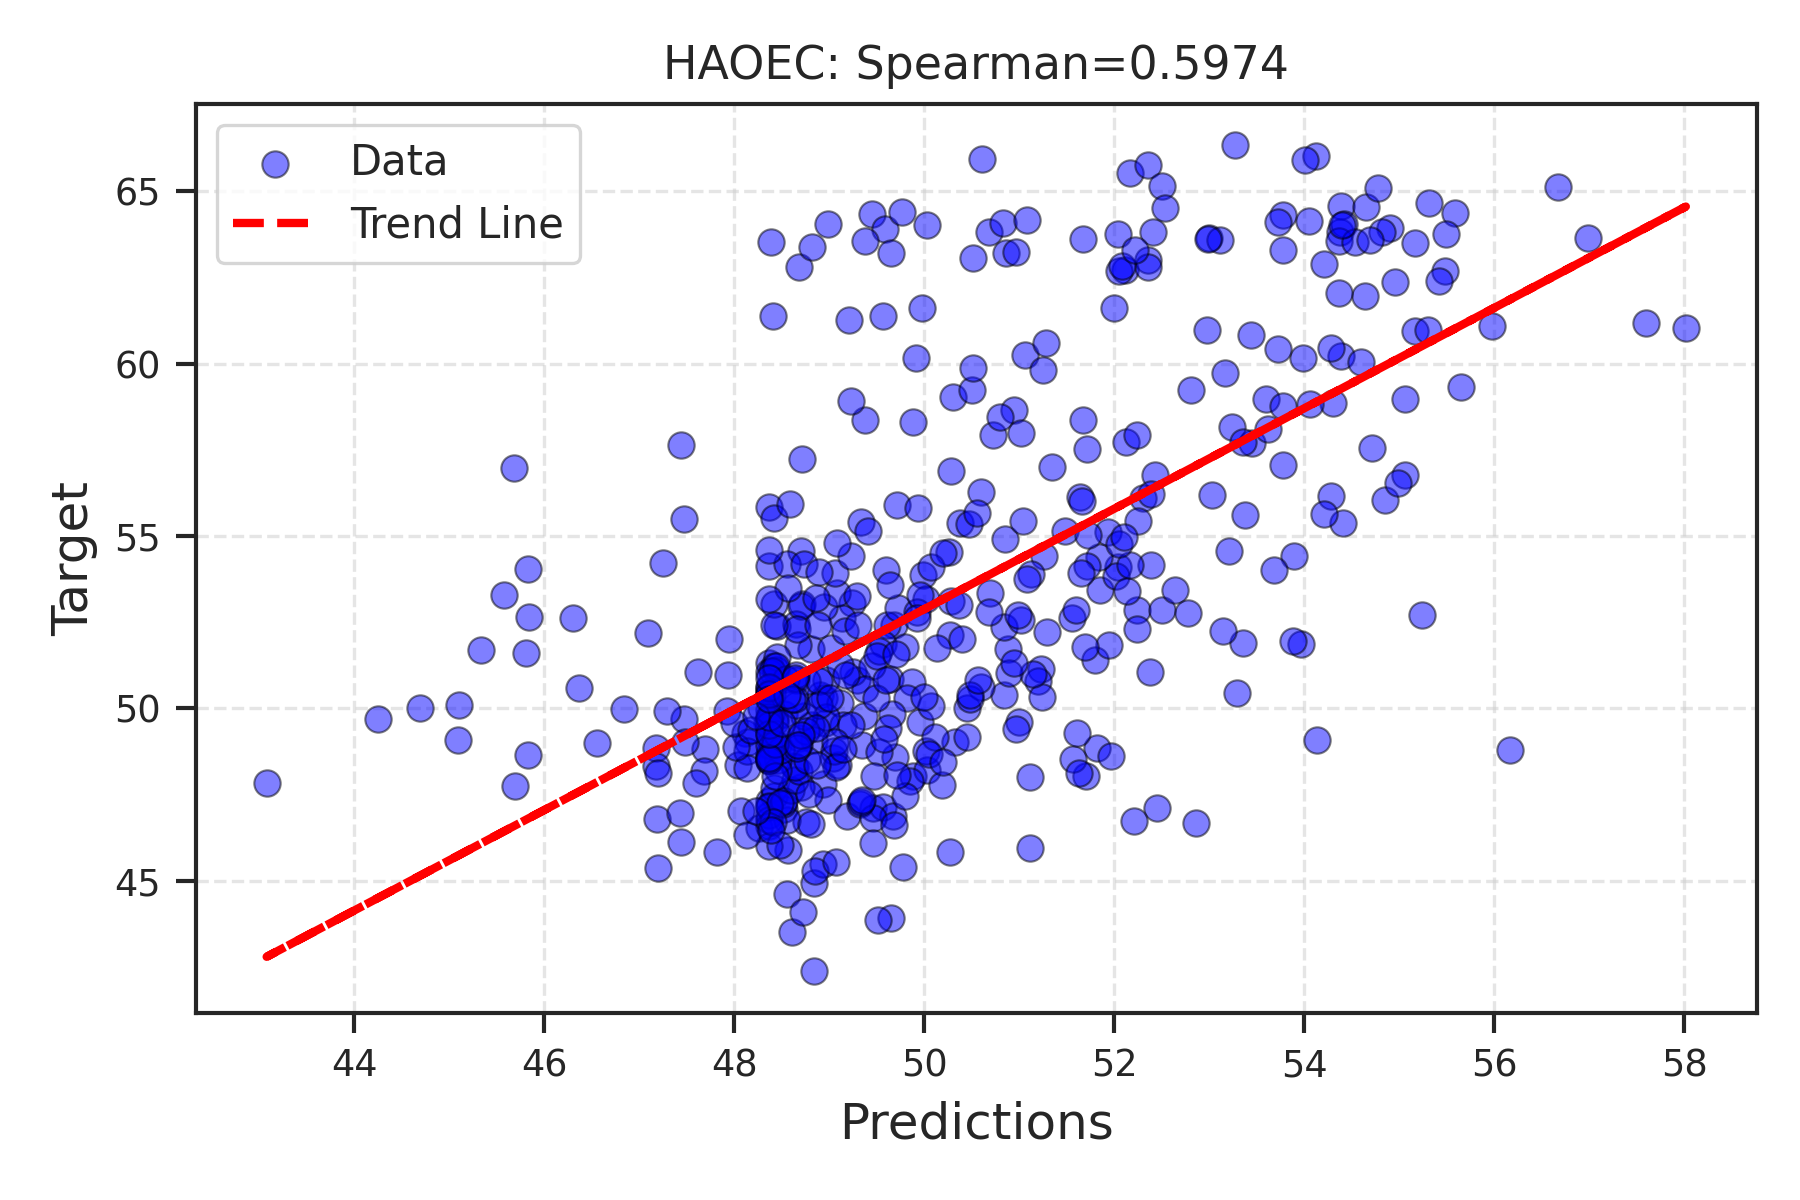 HAOEC: Spearman=0.5974
Data
Trend Line
65
60
55
50
45
Target
44 46 48 50 52 54 56 58
Predictions